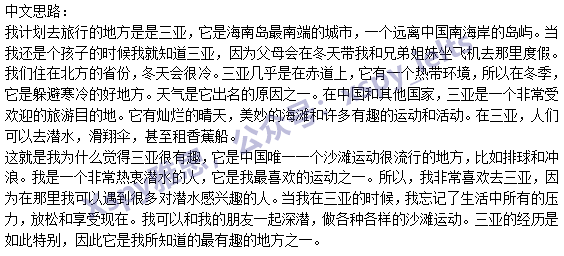 中文思路：
我计划去旅行的地方是是三亚，它是海南岛最南端的城市，一个远离中国南海岸的岛屿。当
我还是个孩子的时候我就知道三亚，因为父母会在冬天带我和兄弟姐妹坐飞机去那里度假。
我们住在北方的省份，冬天会很冷。三亚几乎是在赤道上，它在一个热带环境，所以在冬季，
它是躲避寒冷的好地方。天气是它出名的原因之一。在中国和其他国家，三亚是一个非常受
欢迎的旅游目的地。它有灿烂的晴天，美妙的海滩和许多有趣的运动和活动。在三亚，人们
可以去潜水，滑翔伞，甚至租香蕉船。
这就是我为什么觉得三亚很有趣，它是中国唯一一个沙滩运动很流行的地方，比如排球和冲
浪。我是一个非常热衷潜水的人，它是我最喜欢的运动之一。所以，我非常喜欢去三亚，因
为在那里我可以遇到很多对潜水感兴趣的人。当我在三亚的时候，我忘记了生活中所有的压
力，放松和享受现在。我可以和我的朋友一起深潜，做各种各样的沙滩运动。三亚的经历是
如此特别，因此它是我所知道的最有趣的地方之一。